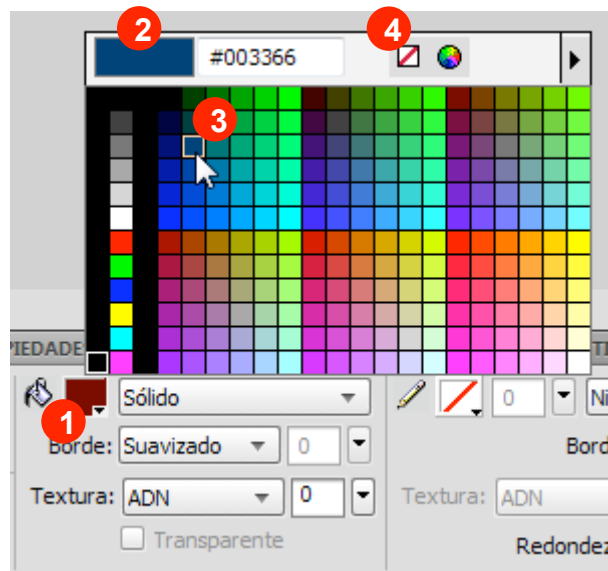 2
4
#003366
3
PIEDADE
TI
1
Sólido
0
Ni
Borde: Suavizado 0
Bord
Textura: ADN 0
Textura: ADN
Transparente
Redondez